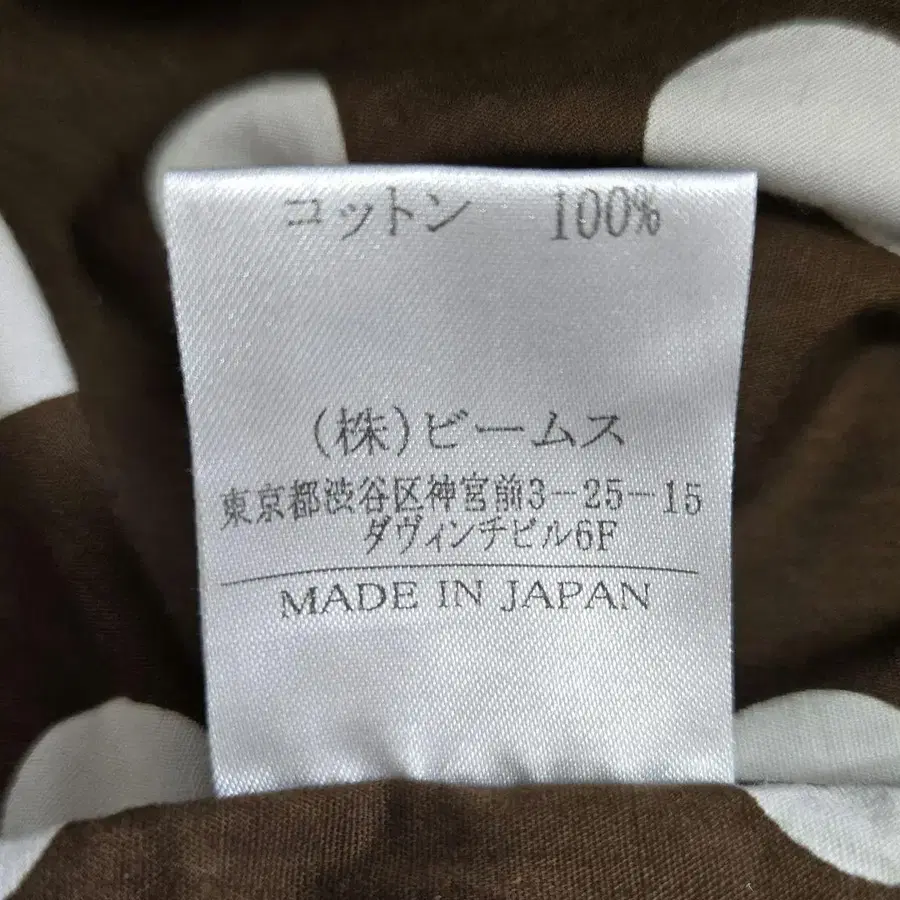 コットン 100%
(株)ビームス
東京都渋谷区神宮前3-25-15
ダヴィンチビル6F
MADE IN JAPAN